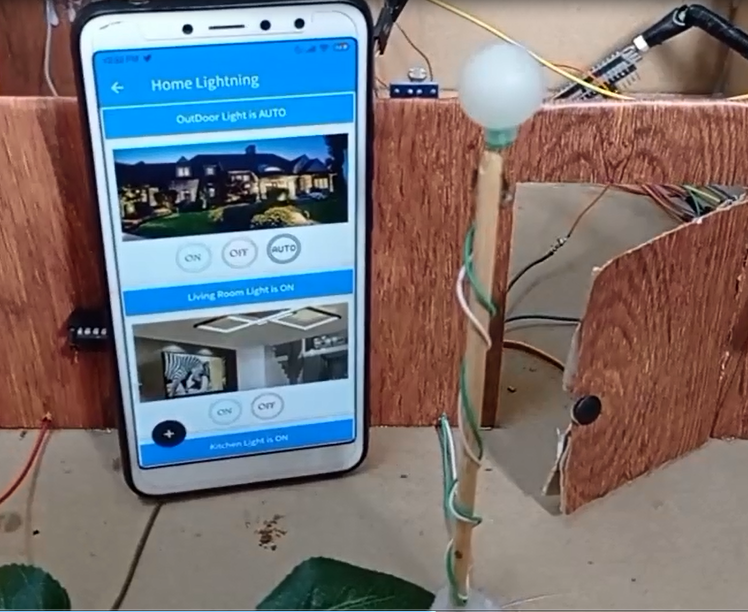 Home Lightning
OutDoor Light is AUTO
ON OFF AUTO
Living Room Light is ON
ON OFF
+
Kitchen Light is ON